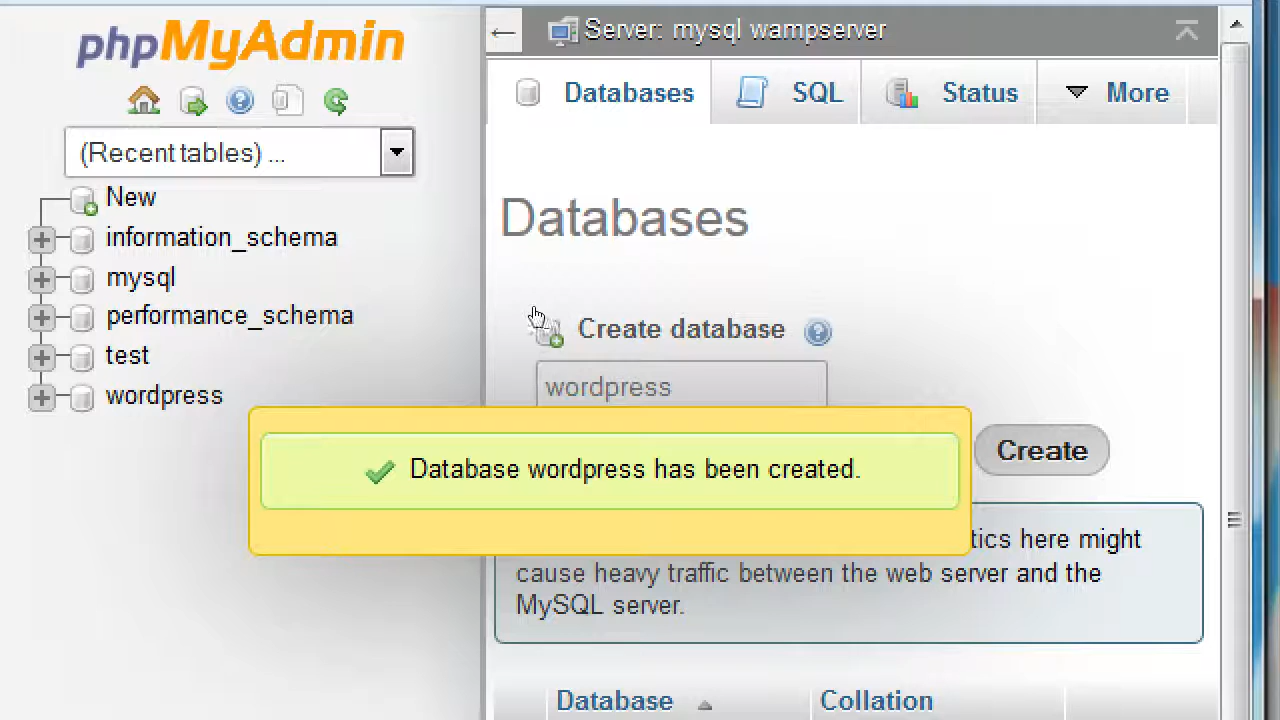 phpMyAdmin
(Recent tables) ...
New
information_schema
mysql
performance_schema
test
wordpress
Server: mysql wampserver
Databases
SQL
Status
More
Databases
Create database
wordpress
Create
Database wordpress has been created.
tics here might
cause heavy traffic between the web server and the
MySQL server.
Database
Collation